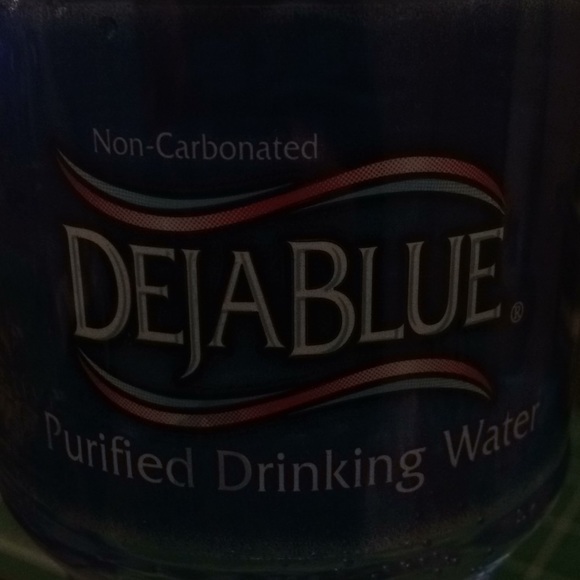 Non-Carbonated
DEJABLUE®
Purified Drinking Water